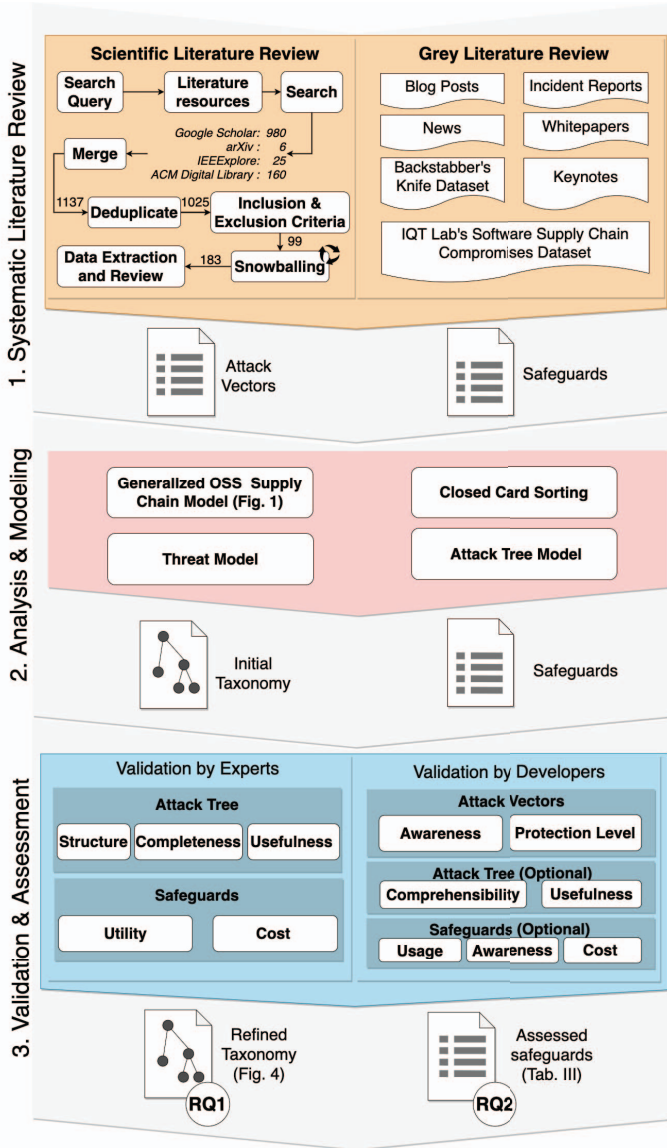 1. Systematic Literature Review
Scientific Literature Review
Search
Query
Literature
resources
Search
Google Scholar: 980
arXiv : 6
IEEExplore: 25
ACM Digital Library : 160
Merge
1137
Deduplicate
1025
Inclusion &
Exclusion Criteria
99
Snowballing
183
Data Extraction
and Review
Grey Literature Review
Blog Posts
Incident Reports
News
Whitepapers
Backstabber's
Knife Dataset
Keynotes
IQT Lab's Software Supply Chain
Compromises Dataset
Attack
Vectors
Safeguards
2. Analysis & Modeling
Generalized OSS Supply
Chain Model (Fig. 1)
Closed Card Sorting
Threat Model
Attack Tree Model
Initial
Taxonomy
Safeguards
3. Validation & Assessment
Validation by Experts
Attack Tree
Structure
Completeness
Usefulness
Safeguards
Utility
Cost
Validation by Developers
Attack Vectors
Awareness
Protection Level
Attack Tree (Optional)
Comprehensibility
Usefulness
Safeguards (Optional)
Usage
Awareness
Cost
Refined
Taxonomy
(Fig. 4)
RQ1
Assessed
safeguards
(Tab. III)
RQ2